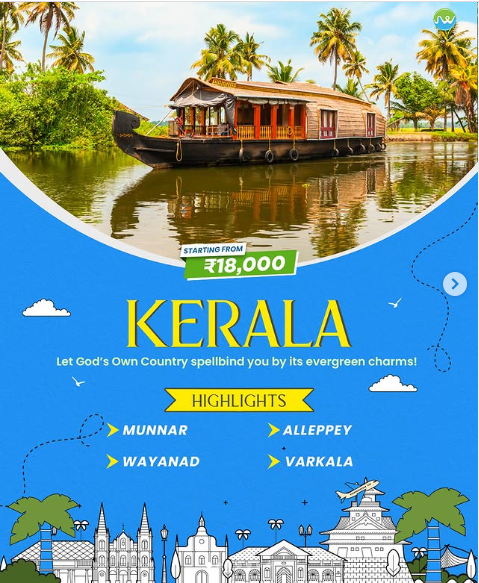 STARTING FROM
₹18,000
KERALA
Let God's Own Country spellbind you by its evergreen charms!
HIGHLIGHTS
MUNNAR
ALLEPPEY
WAYANAD
VARKALA